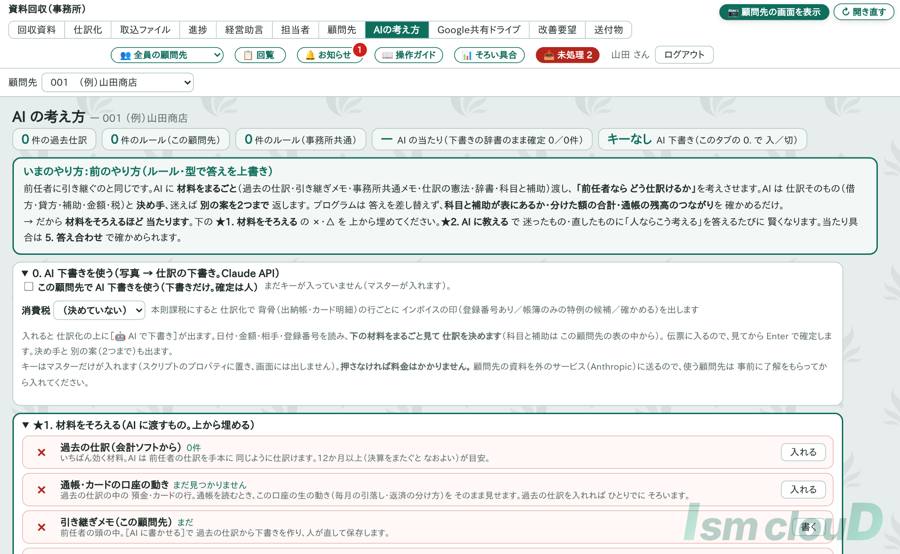 資料回収(事務所)
📷 顧客先の画面を表示
開き直す
回収資料 仕訳化 取込ファイル 進捗 経営助言 担当者 顧問先 AIの考え方 Google共有ドライブ 改善要望 送付物
👥 全員の顧問先 📋 回覧 🔔 お知らせ 1 📖 操作ガイド 📊 そろい具合 📥 未処理 2 山田 さん ログアウト
顧問先 001 (例)山田商店
AI の考え方 — 001 (例)山田商店
0 件の過去仕訳 0 件のルール(この顧問先) 0 件のルール(事務所共通) — AI の当たり(下書きの辞書のまま確定 0/0件) キーなし AI 下書き(このタブの 0. で 入/切)
いまのやり方:前のやり方(ルール・型で答えを上書き)
前任者に引き継ぐのと同じです。AI に 材料をまるごと(過去の仕訳・引き継ぎメモ・事務所共通メモ・仕訳の憲法・辞書・科目と補助)渡し、「前任者なら どう仕訳けるか」を考えさせます。AI は 仕訳そのもの(借
方・貸方・補助・金額・税)と 決め手、迷えば 別の案を2つまで 返します。プログラムは 答えを差し替えず、科目と補助が表にあるか・分けた額の合計・通帳の残高のつながりを 確かめるだけ。
→ だから 材料をそろえるほど 当たります。下の ★1. 材料をそろえる の ×・△ を 上から埋めてください。★2. AI に教える で 迷ったもの・直したものに「人ならこう考える」を答えるたびに 賢くなります。当たり具
合は 5. 答え合わせ で確かめられます。
▼ 0. AI 下書きを使う(写真 → 仕訳の下書き。Claude API)
この顧問先で AI 下書きを使う(下書きだけ。確定は人) まだキーが入っていません(マスターが入れます)。
消費税 (決めていない) 本則課税にすると 仕訳化で 背骨(出納帳・カード明細)の行ごとに インボイスの印(登録番号あり/帳簿のみの特例の候補/確かめる)を出します
入れると 仕訳化の上に[🤖 AI で下書き]が出ます。日付・金額・相手・登録番号を読み、下の材料をまるごと見て 仕訳を決めます(科目と補助は この顧問先の表の中から)。伝票に入るので、見てから Enter で確定しま
す。決め手と 別の案(2つまで)も出ます。
キーはマスターだけが入れます(スクリプトのプロパティに置き、画面には出しません)。押さなければ料金はかかりません。 顧問先の資料を外のサービス(Anthropic)に送るので、使う顧問先は 事前に了解をもらってか
ら入れてください。
▼ ★1. 材料をそろえる(AI に渡すもの。上から埋める)
× 過去の仕訳(会計ソフトから) 0件
いちばん効く材料。AI は 前任者の仕訳を手本に 同じように仕訳けます。12か月以上(決算をまたぐと なおよい)が目安。
入れる
× 通帳・カードの口座の動き まだ見つかりません
過去の仕訳の中の 預金・カードの行。通帳を読むとき、この口座の生の動き(毎月の引落し・返済の分け方)を そのまま見せます。過去の仕訳を入れれば ひとりでに そろいます。
入れる
× 引き継ぎメモ(この顧問先) まだ
前任者の頭の中。[AI に書かせる]で 過去の仕訳から下書きを作り、人が直して保存します。
書く
Ism clouD